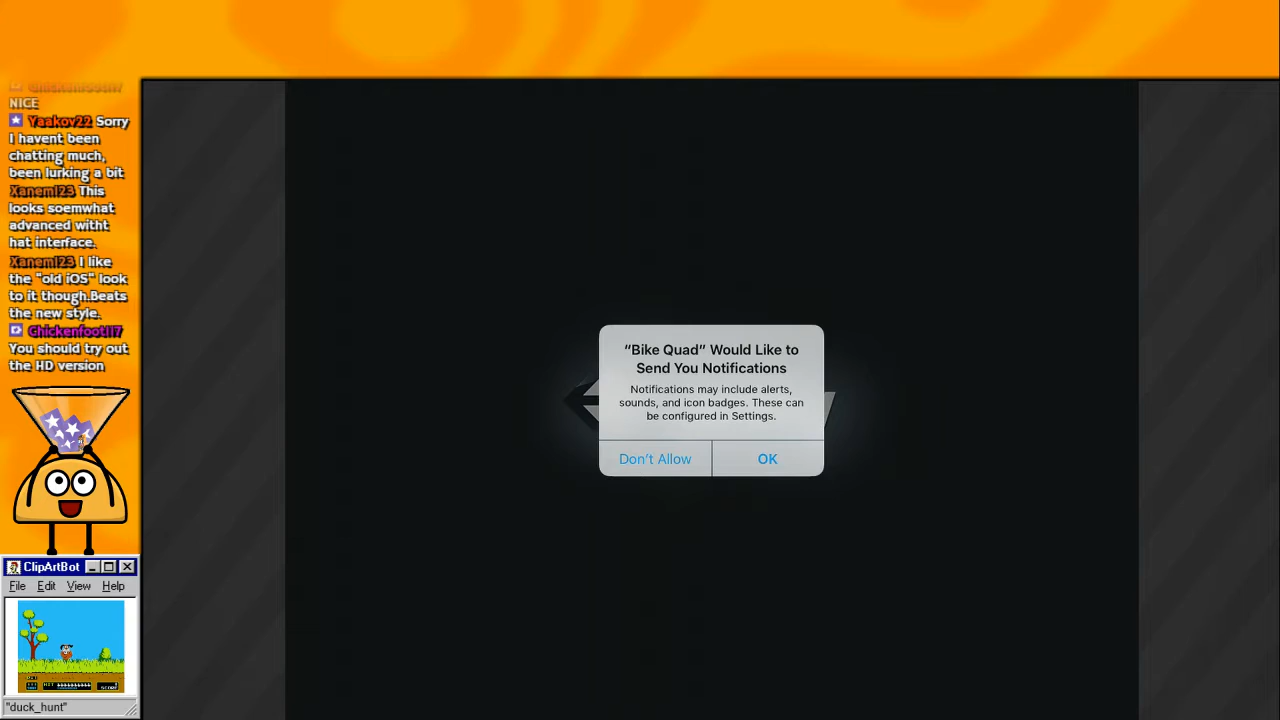 Chickenfoot117
NICE
Yaakov22 Sorry
I havent been
chatting much,
been lurking a bit
Xanem123 This
looks soemwhat
advanced witht
hat interface.
Xanem123 I like
the "old iOS" look
to it though.Beats
the new style.
Chickenfoot117
You should try out
the HD version
ClipArtBot
File Edit View Help
HIT
SCORE
"duck_hunt"
“Bike Quad” Would Like to
Send You Notifications
Notifications may include alerts,
sounds, and icon badges. These can
be configured in Settings.
Don’t Allow
OK